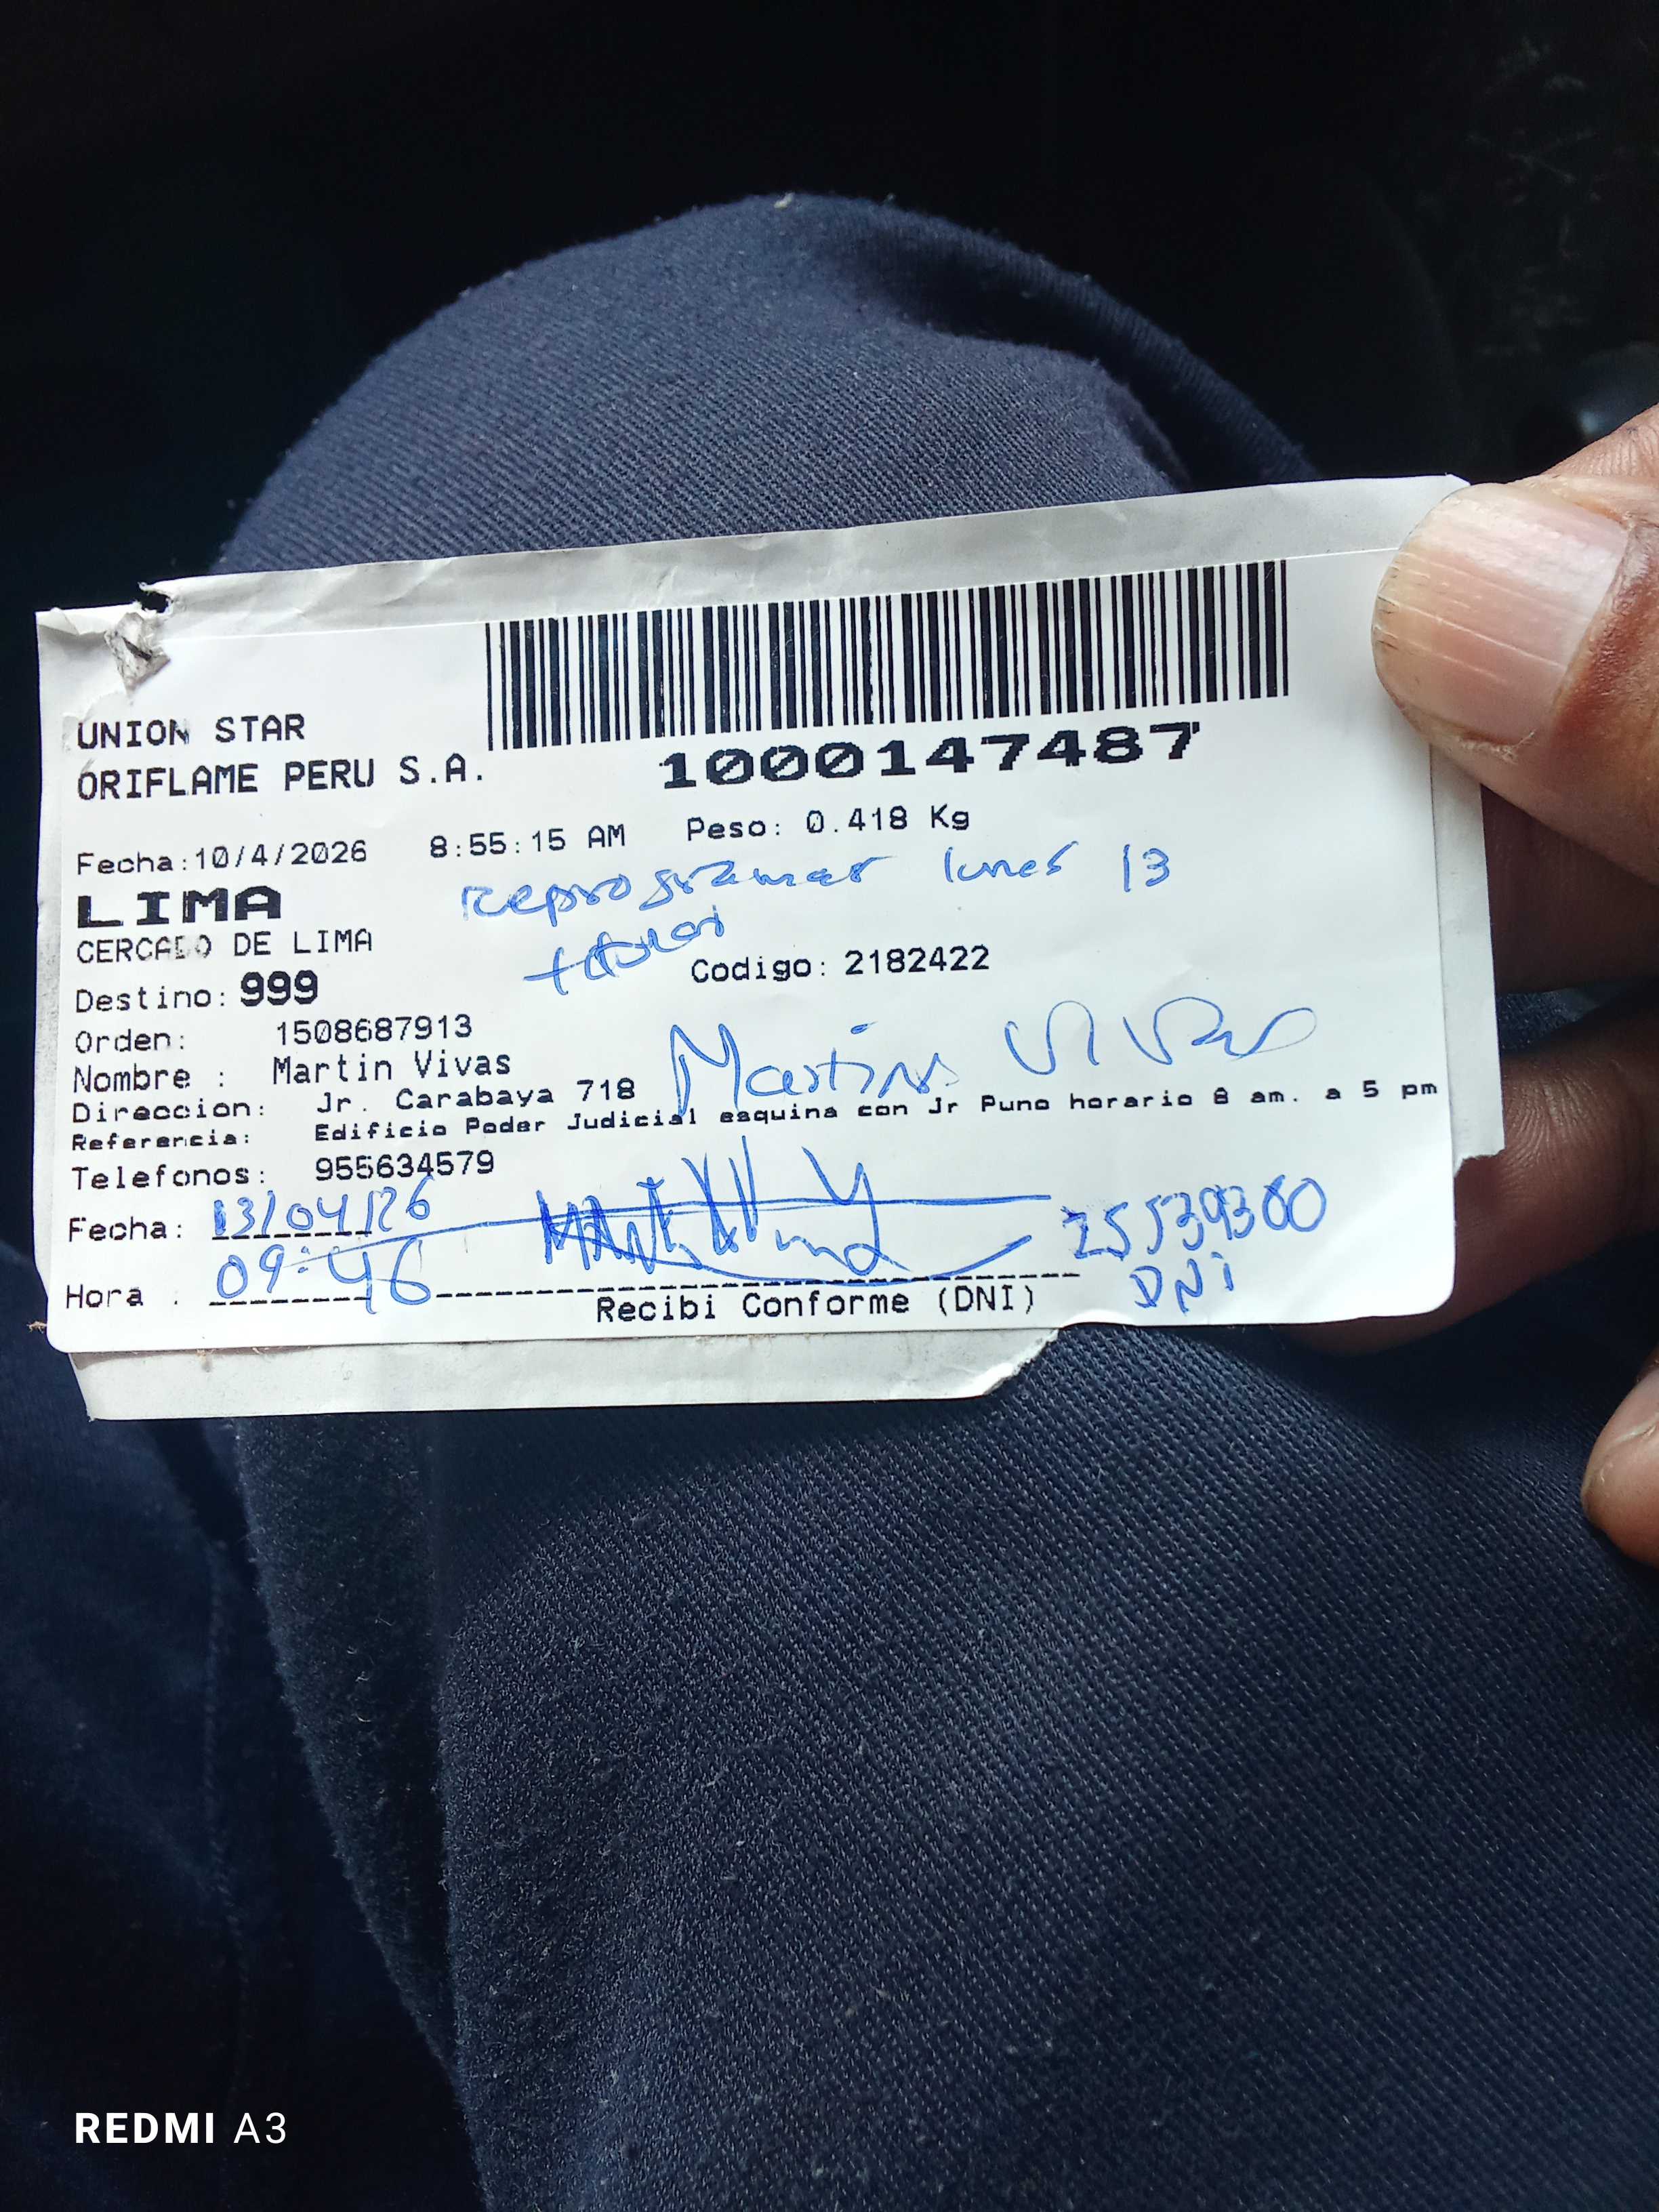 UNION STAR
ORIFLAME PERU S.A.
1000147487
Fecha:10/4/2026 8:55:15 AM Peso: 0.418 Kg
Reprogramar lunes 13
LIMA
CERCADO DE LIMA
Codigo: 2182422
Destino: 999
Orden: 1508687913
Nombre : Martin Vivas
Martin Vivas
Direccion: Jr. Carabaya 718
Referencia: Edificio Poder Judicial esquina con Jr Puno horario 8 am. a 5 pm
Telefonos: 955634579
Fecha: 13/04/26
25539300
DNi
Hora : 09:46
Recibi Conforme (DNI)
REDMI A3